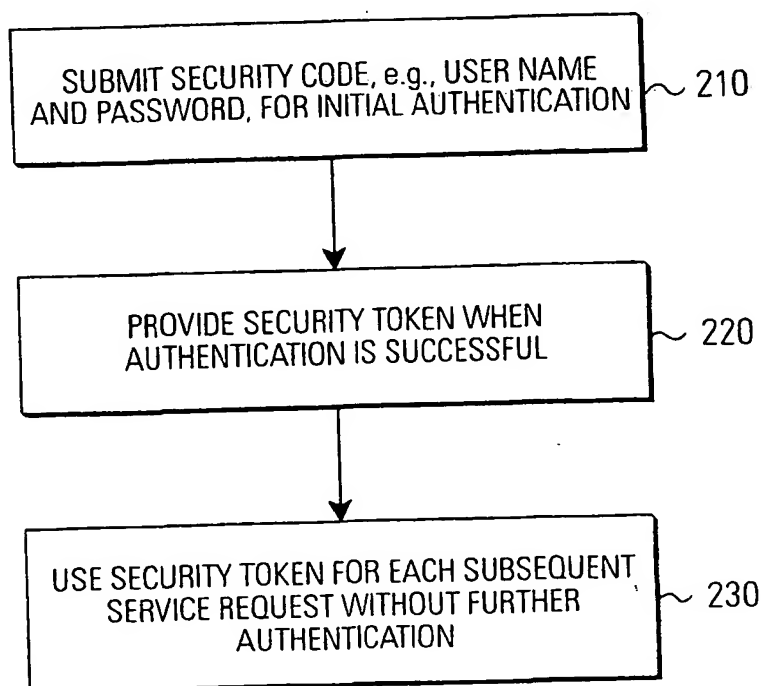 SUBMIT SECURITY CODE, e.g., USER NAME
AND PASSWORD, FOR INITIAL AUTHENTICATION
210
PROVIDE SECURITY TOKEN WHEN
AUTHENTICATION IS SUCCESSFUL
220
USE SECURITY TOKEN FOR EACH SUBSEQUENT
SERVICE REQUEST WITHOUT FURTHER
AUTHENTICATION
230